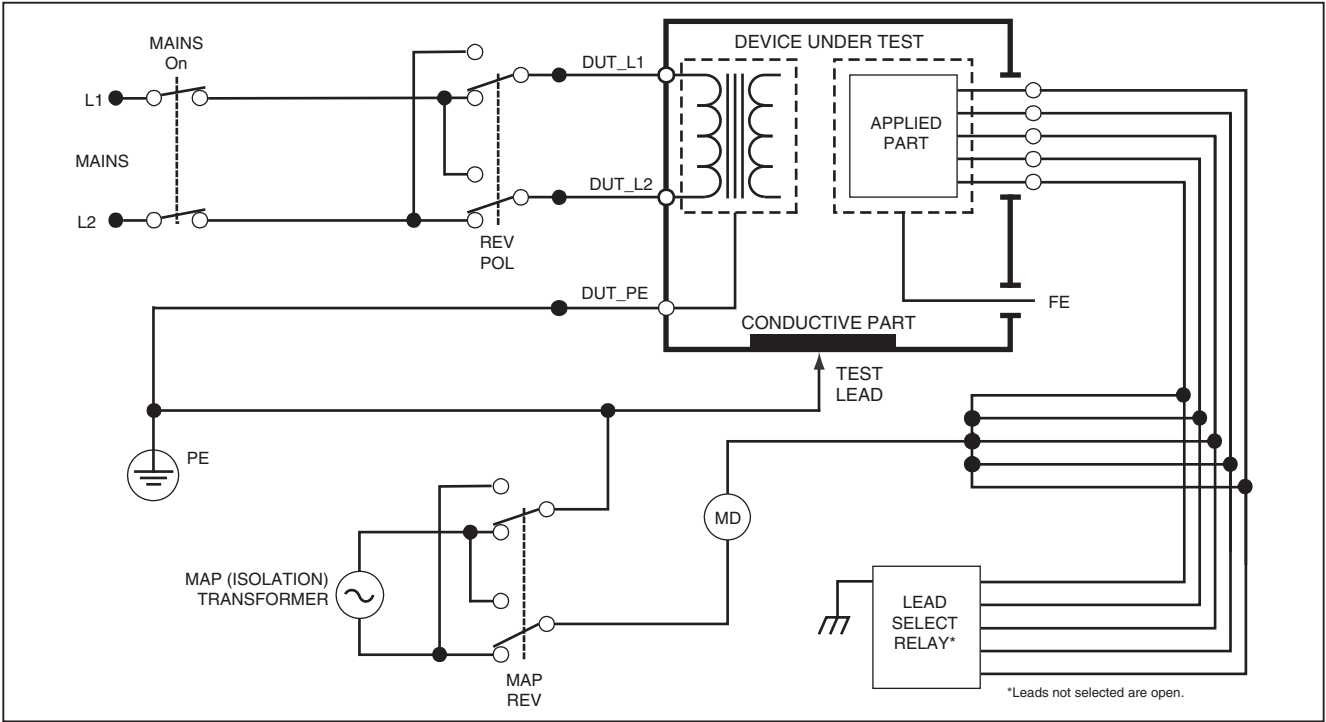 MAINS
On
L1
MAINS
L2
REV
POL
DUT_L1
DUT_L2
DUT_PE
DEVICE UNDER TEST
APPLIED
PART
FE
CONDUCTIVE PART
TEST
LEAD
PE
MAP (ISOLATION)
TRANSFORMER
MAP
REV
MD
LEAD
SELECT
RELAY*
*Leads not selected are open.